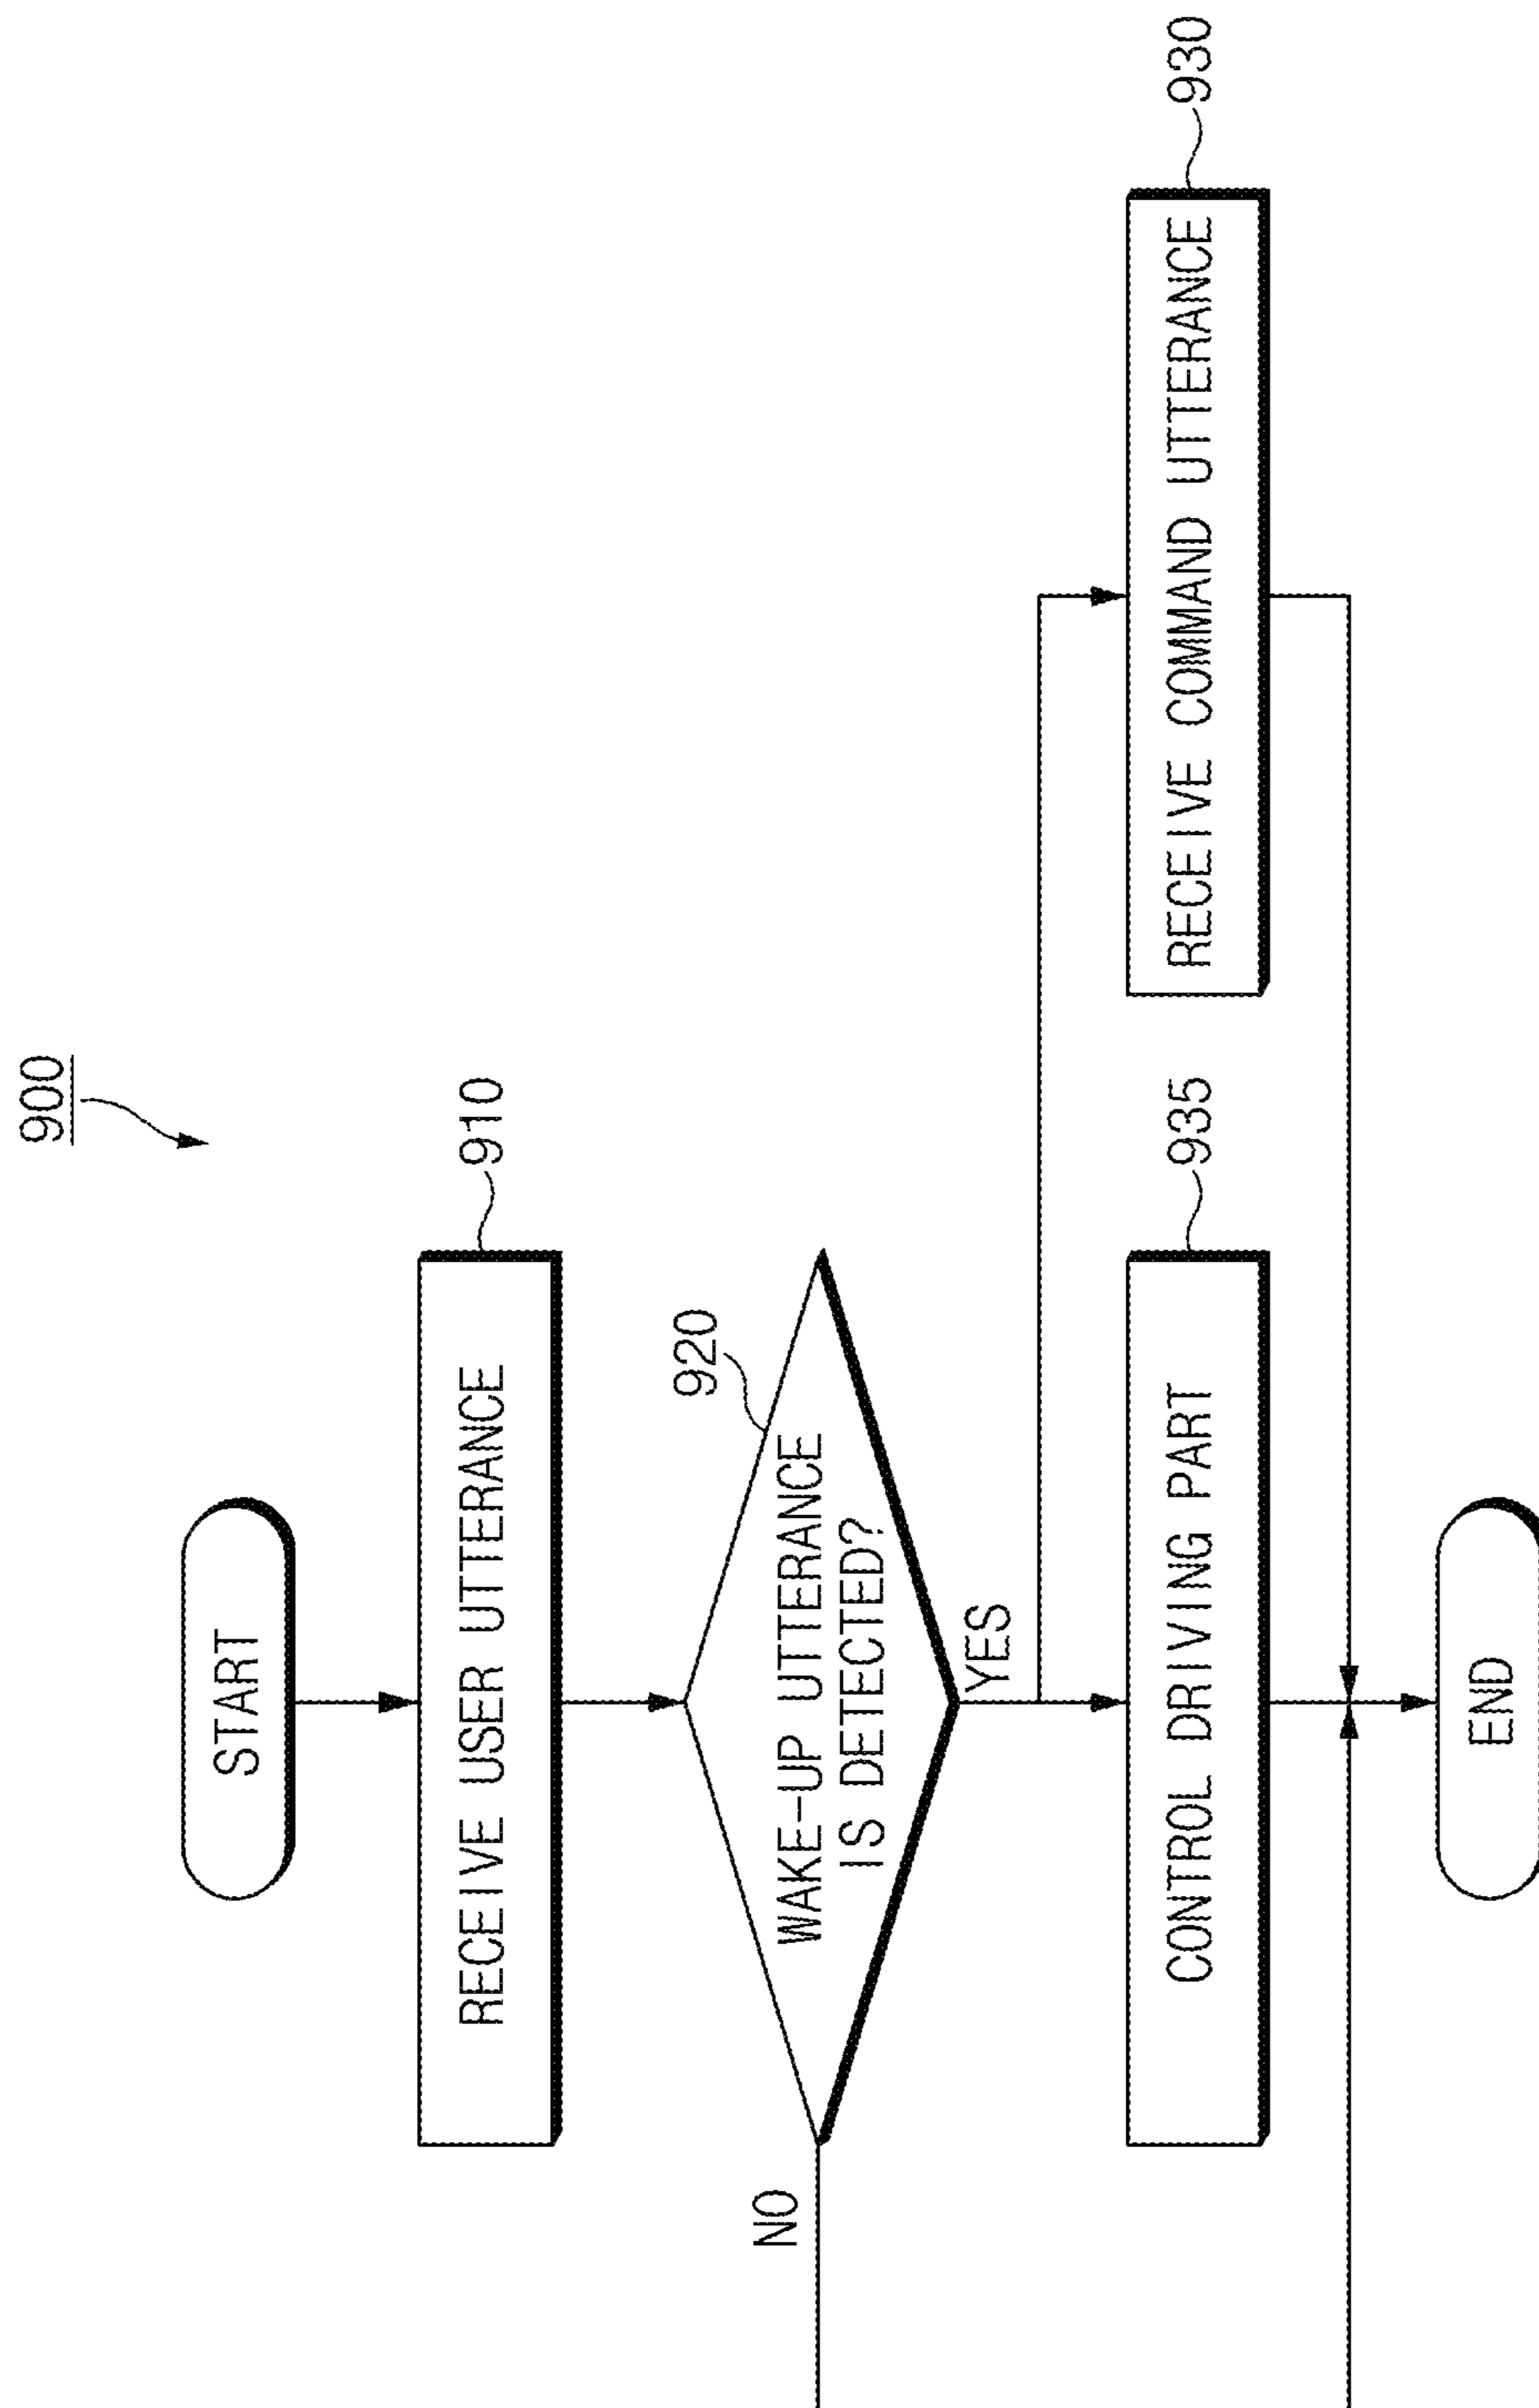 900
START
RECEIVE USER UTTERANCE
910
920
WAKE-UP UTTERANCE
IS DETECTED?
NO
YES
CONTROL DRIVING PART
935
RECEIVE COMMAND UTTERANCE
930
END